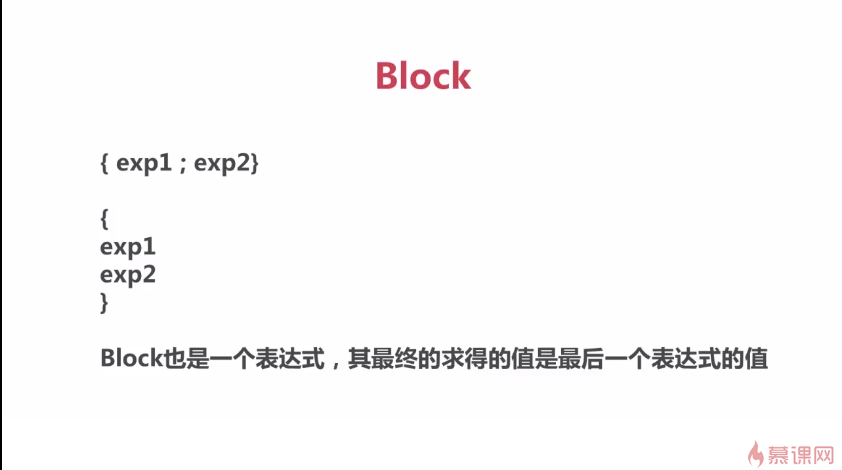 Block
{ exp1 ; exp2}
{
exp1
exp2
}
Block也是一个表达式，其最终的求得的值是最后一个表达式的值
慕课网